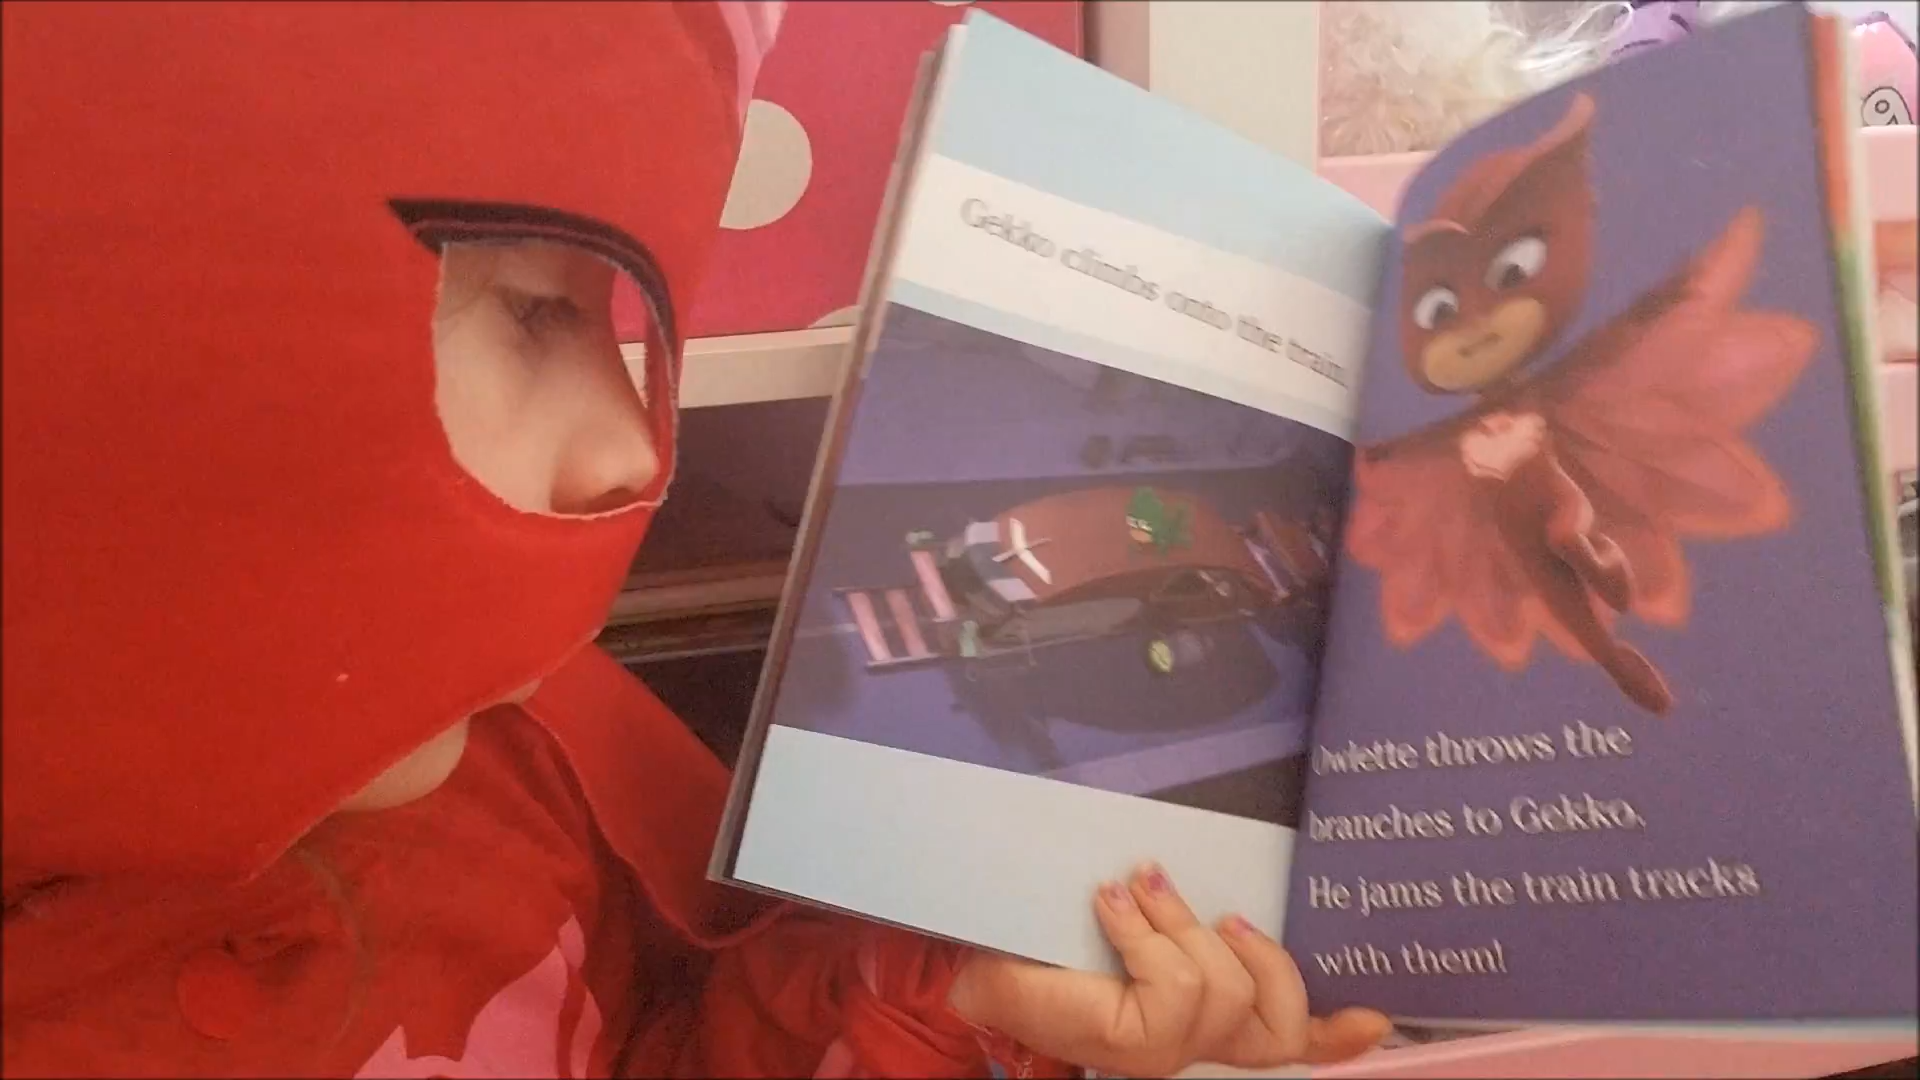 Gekko climbs onto the train.
Owlette throws the
branches to Gekko.
He jams the train tracks
with them!